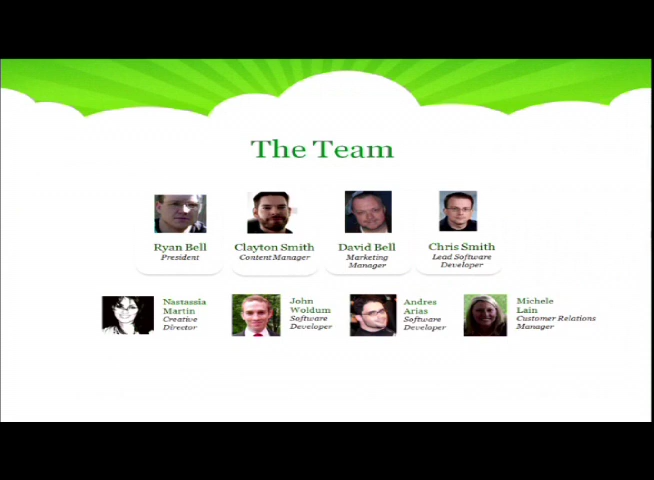 The Team
Ryan Bell
President
Clayton Smith
Content Manager
David Bell
Marketing
Manager
Chris Smith
Lead Software
Developer
Nastassia
Martin
Creative
Director
John
Woldum
Software
Developer
Andres
Arias
Software
Developer
Michele
Lain
Customer Relations
Manager